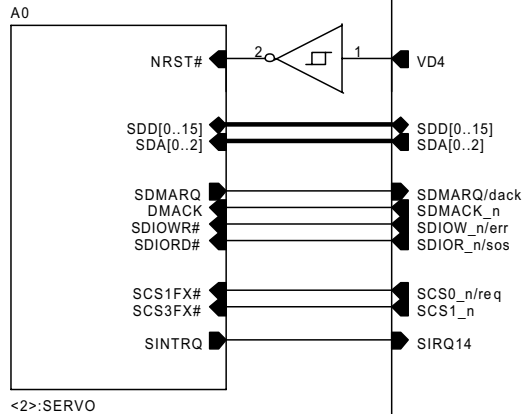 A0
NRST# 2 1 VD4
SDD[0..15] SDD[0..15]
SDA[0..2] SDA[0..2]
SDMARQ SDMARQ/dack
DMACK SDMACK_n
SDIOWR# SDIOW_n/err
SDIORD# SDIOR_n/sos
SCS1FX# SCS0_n/req
SCS3FX# SCS1_n
SINTRQ SIRQ14
<2>:SERVO